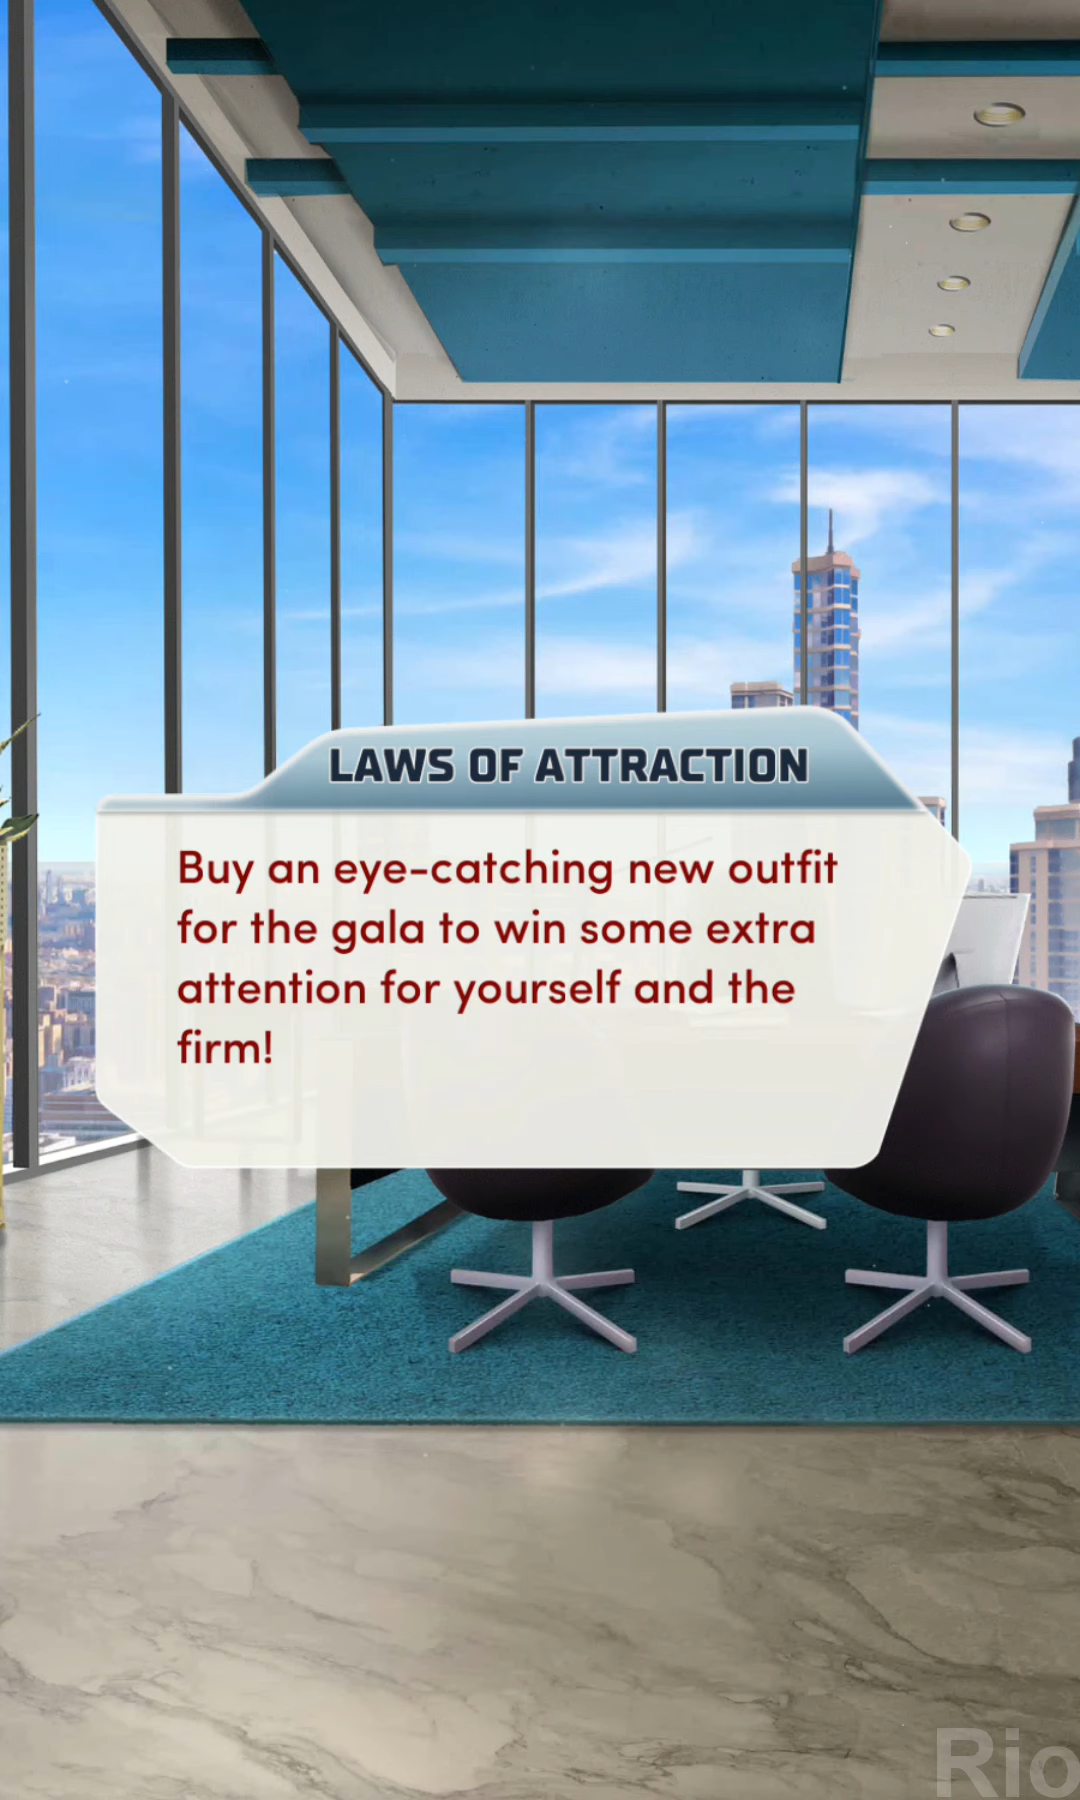 LAWS OF ATTRACTION
Buy an eye-catching new outfit
for the gala to win some extra
attention for yourself and the
firm!
Rio